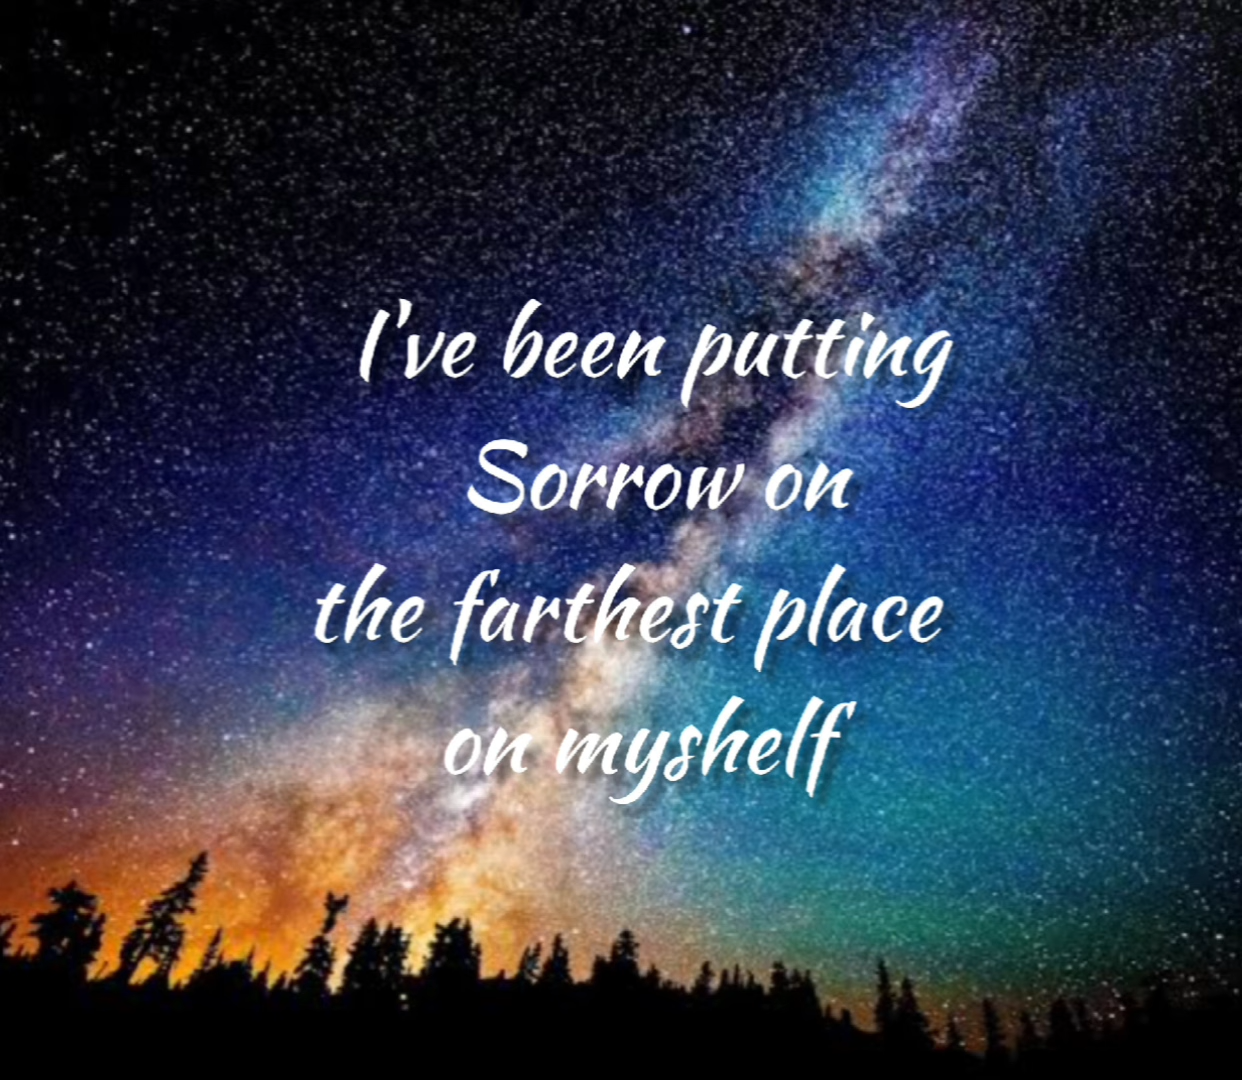 I've been putting
Sorrow on
the farthest place
on myshelf